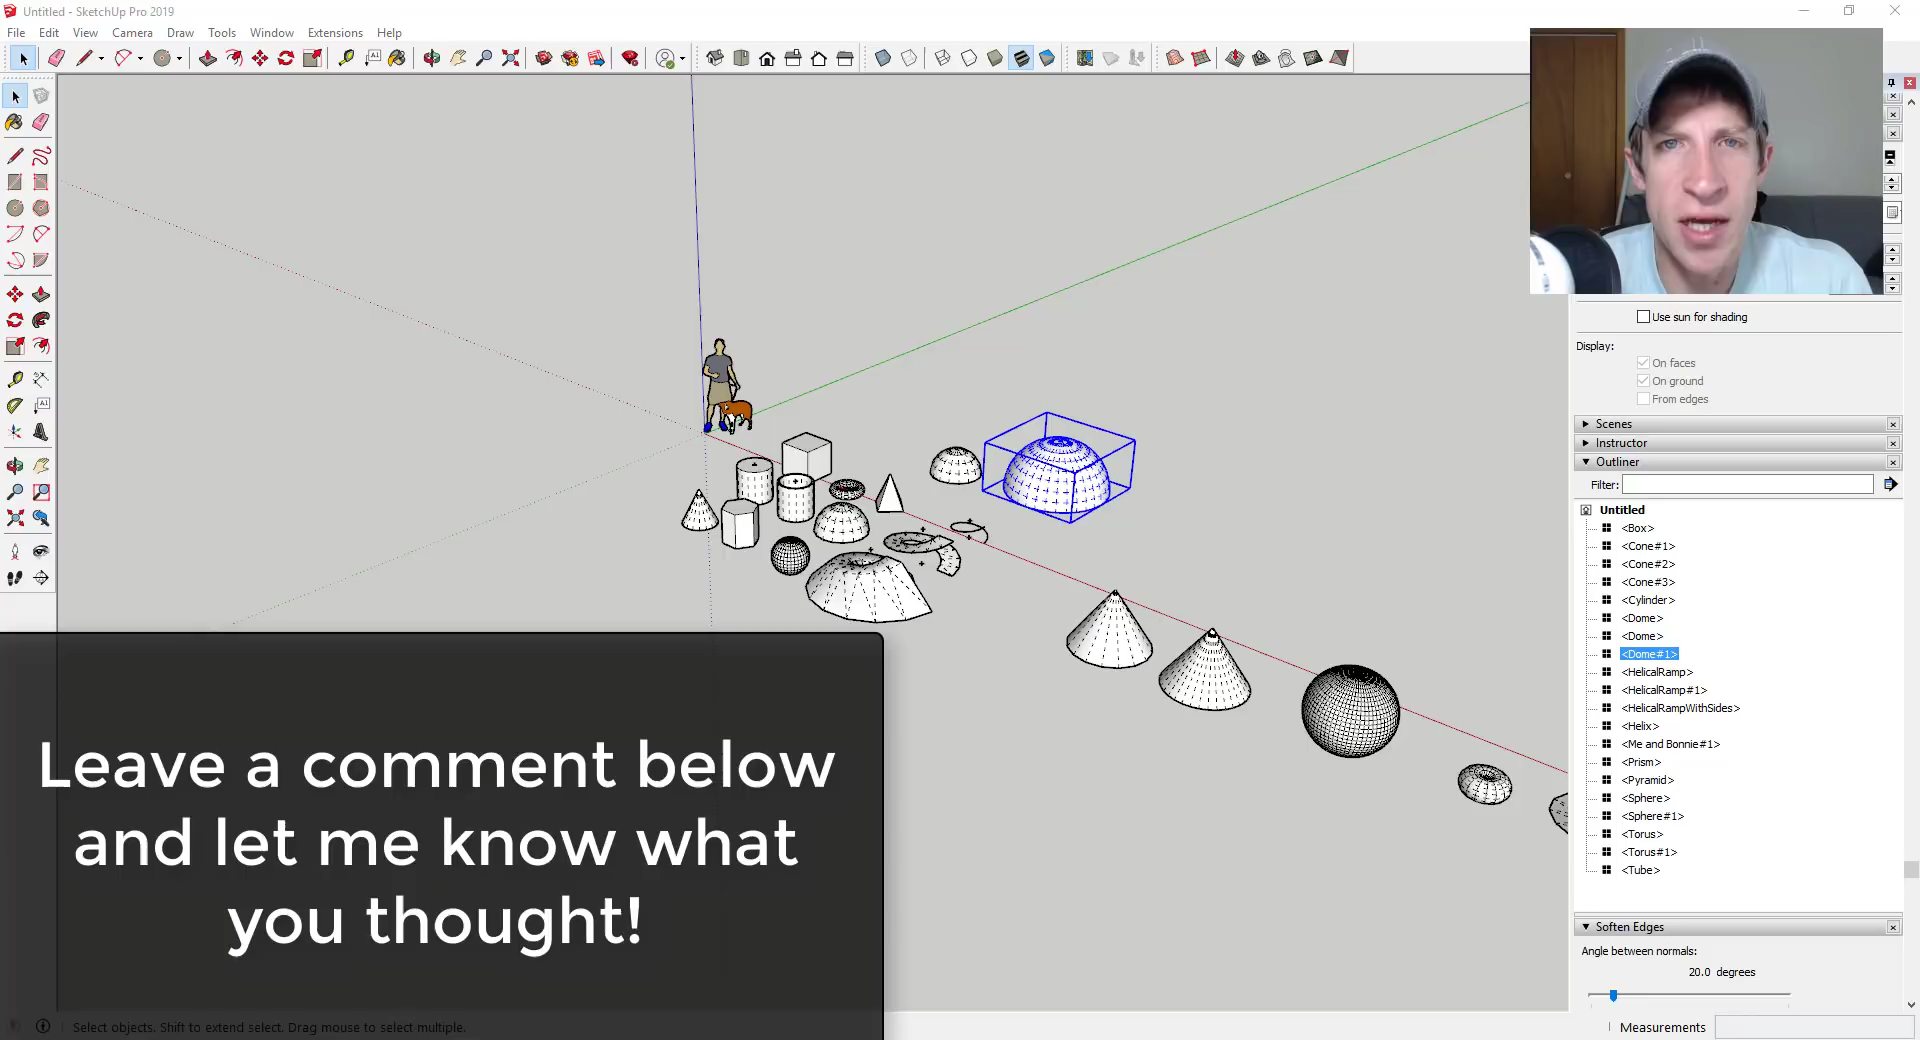 Untitled - SketchUp Pro 2019
File Edit View Camera Draw Tools Window Extensions Help
Use sun for shading
Display:
On faces
On ground
From edges
Scenes
Instructor
Outliner
Filter:
Untitled
<Box>
<Cone#1>
<Cone#2>
<Cone#3>
<Cylinder>
<Dome>
<Dome>
<Dome#1>
<HelicalRamp>
<HelicalRamp#1>
<HelicalRampWithSides>
<Helix>
<Me and Bonnie#1>
<Prism>
<Pyramid>
<Sphere>
<Sphere#1>
<Torus>
<Torus#1>
<Tube>
Soften Edges
Angle between normals:
20.0 degrees
Leave a comment below
and let me know what
you thought!
Select objects. Shift to extend select. Drag mouse to select multiple.
Measurements